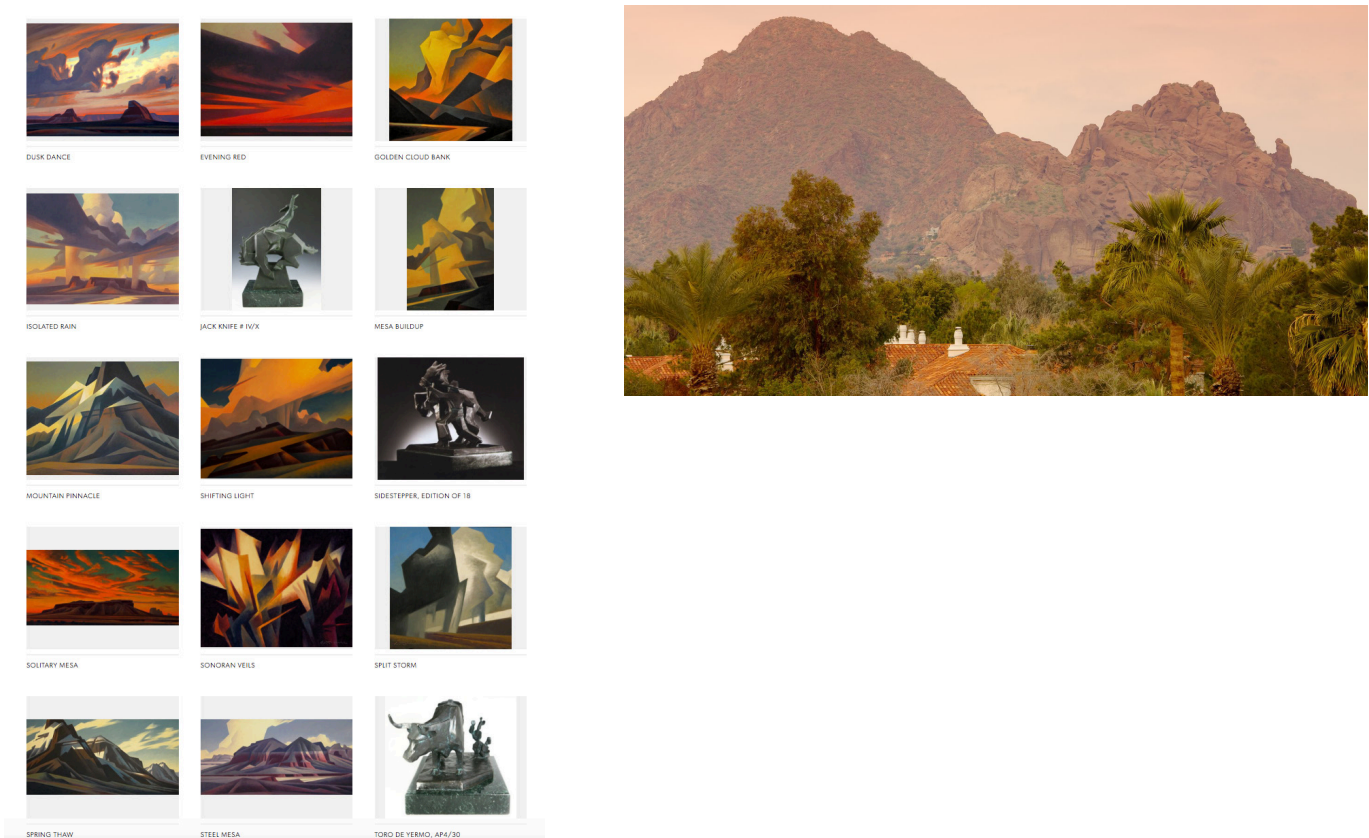 DUSK DANCE
EVENING RED
GOLDEN CLOUD BANK
ISOLATED RAIN
JACK KNIFE # IV/X
MESA BUILDUP
MOUNTAIN PINNACLE
SHIFTING LIGHT
SIDESTEPPER, EDITION OF 18
SOLITARY MESA
SONORAN VEILS
SPLIT STORM
SPRING THAW
STEEL MESA
TORO DE YERMO, AP4/30